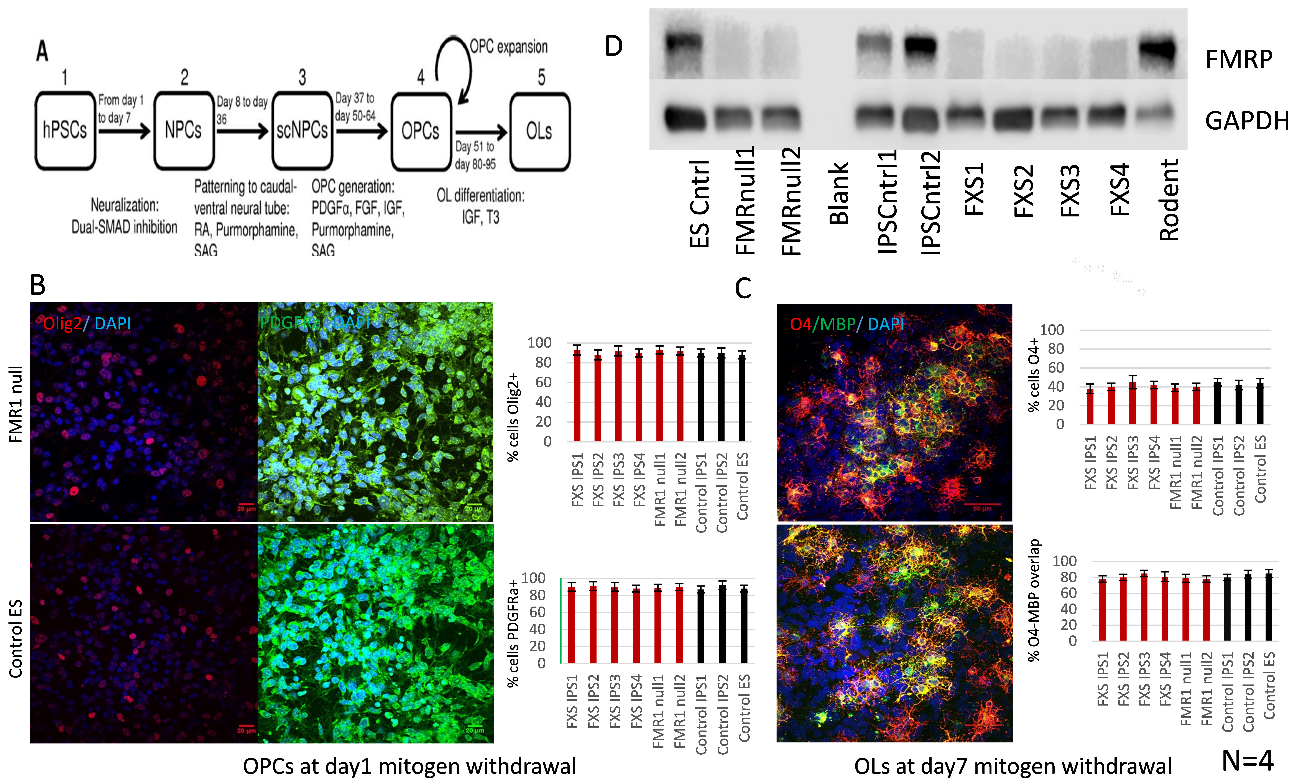 A
1
2
3
4
5
OPC expansion
hPSCs
From day 1
to day 7
NPCs
Day 8 to day
36
scNPCs
Day 37 to
day 50-64
OPCs
Day 51 to
day 80-95
OLs
Neuralization:
Dual-SMAD inhibition
Patterning to caudal-
ventral neural tube:
RA, Purmorphamine,
SAG
OPC generation:
PDGFα, FGF, IGF,
Purmorphamine,
SAG
OL differentiation:
IGF, T3
D
FMRP
GAPDH
ES Cntrl
FMRnull1
FMRnull2
Blank
IPSCntrl1
IPSCntrl2
FXS1
FXS2
FXS3
FXS4
Rodent
B
FMR1 null
Control ES
Olig2/ DAPI
DAPI
20 µm
20 µm
20 µm
20 µm
% cells Olig2+
100
80
60
40
20
0
FXS IPS1
FXS IPS2
FXS IPS3
FXS IPS4
FMR1 null1
FMR1 null2
Control IPS1
Control IPS2
Control ES
% cells PDGFRa+
100
80
60
40
20
0
FXS IPS1
FXS IPS2
FXS IPS3
FXS IPS4
FMR1 null1
FMR1 null2
Control IPS1
Control IPS2
Control ES
OPCs at day1 mitogen withdrawal
C
O4/MBP/ DAPI
% cells O4+
100
80
60
40
20
0
FXS IPS1
FXS IPS2
FXS IPS3
FXS IPS4
FMR1 null1
FMR1 null2
Control IPS1
Control IPS2
Control ES
% O4-MBP overlap
100
80
60
40
20
0
FXS IPS1
FXS IPS2
FXS IPS3
FXS IPS4
FMR1 null1
FMR1 null2
Control IPS1
Control IPS2
Control ES
OLs at day7 mitogen withdrawal
N=4